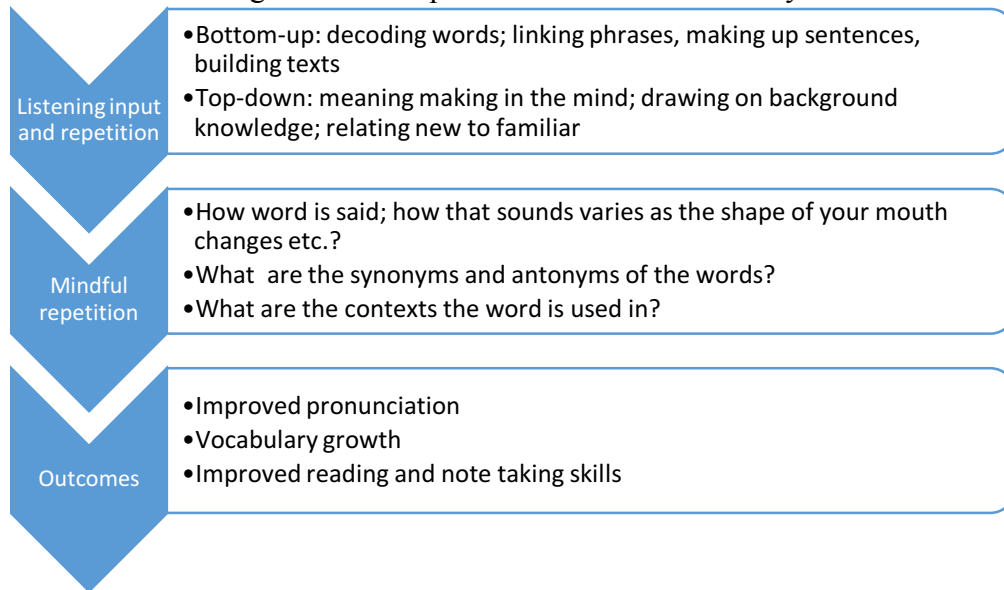 Listening input
and repetition
•Bottom-up: decoding words; linking phrases, making up sentences,
building texts
•Top-down: meaning making in the mind; drawing on background
knowledge; relating new to familiar
Mindful
repetition
•How word is said; how that sounds varies as the shape of your mouth
changes etc.?
•What  are the synonyms and antonyms of the words?
•What are the contexts the word is used in?
Outcomes
•Improved pronunciation
•Vocabulary growth
•Improved reading and note taking skills